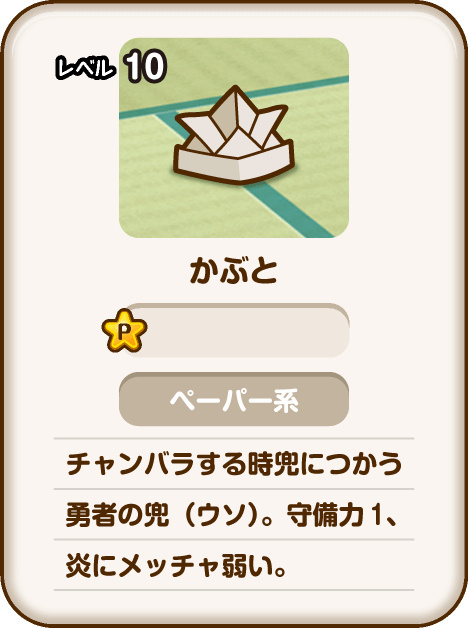 レベル 10
かぶと
P
ペーパー系
チャンバラする時兜につかう
勇者の兜（ウソ）。守備力1、
炎にメッチャ弱い。